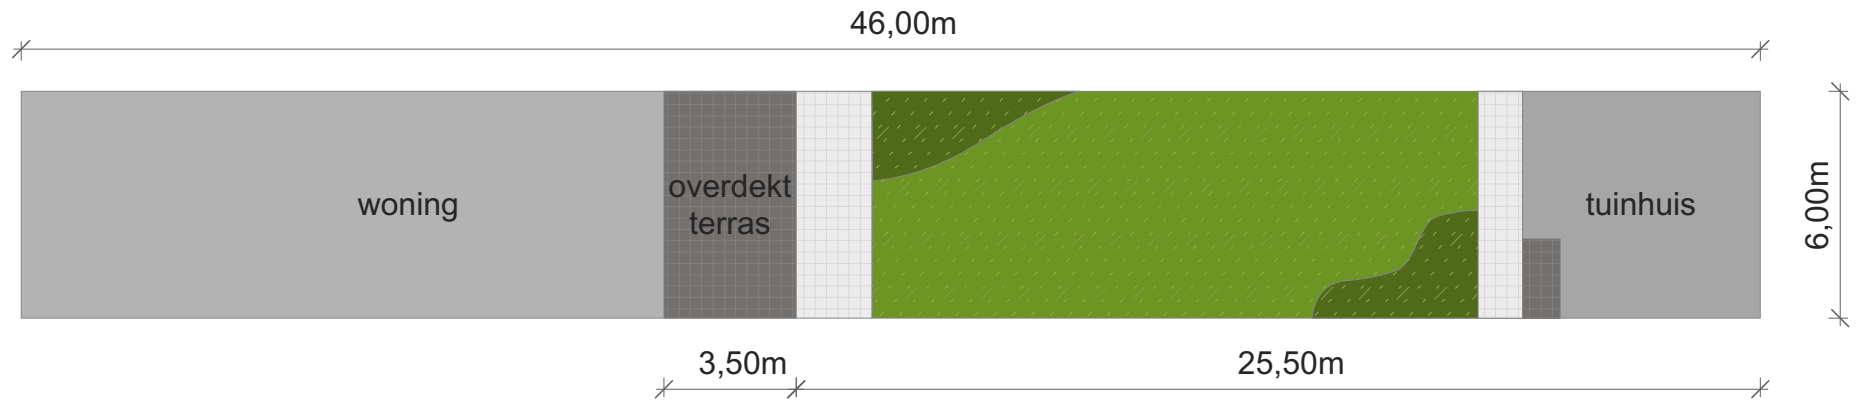 46,00m
woning
overdekt
terras
tuinhuis
6,00m
3,50m
25,50m